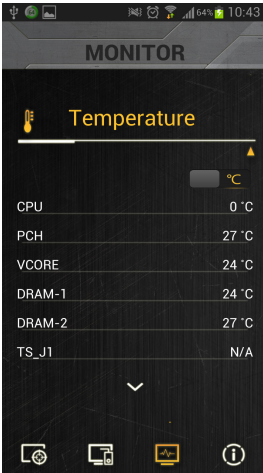 64% 10:43
MONITOR
Temperature
°C
CPU 0 °C
PCH 27 °C
VCORE 24 °C
DRAM-1 24 °C
DRAM-2 27 °C
TS_J1 N/A